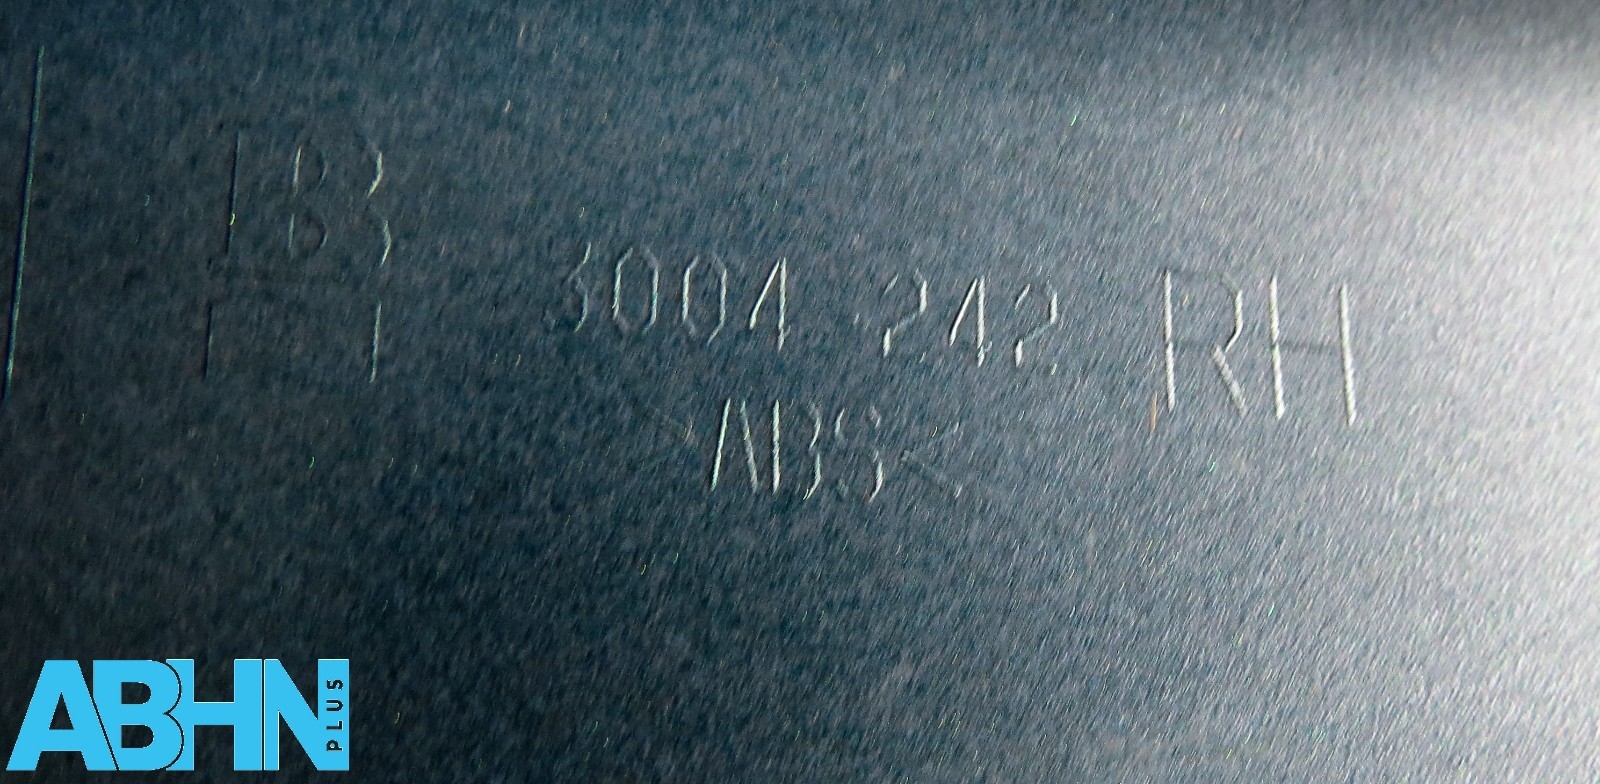 3004 242 RH
>ABS<
ABHN PLUS